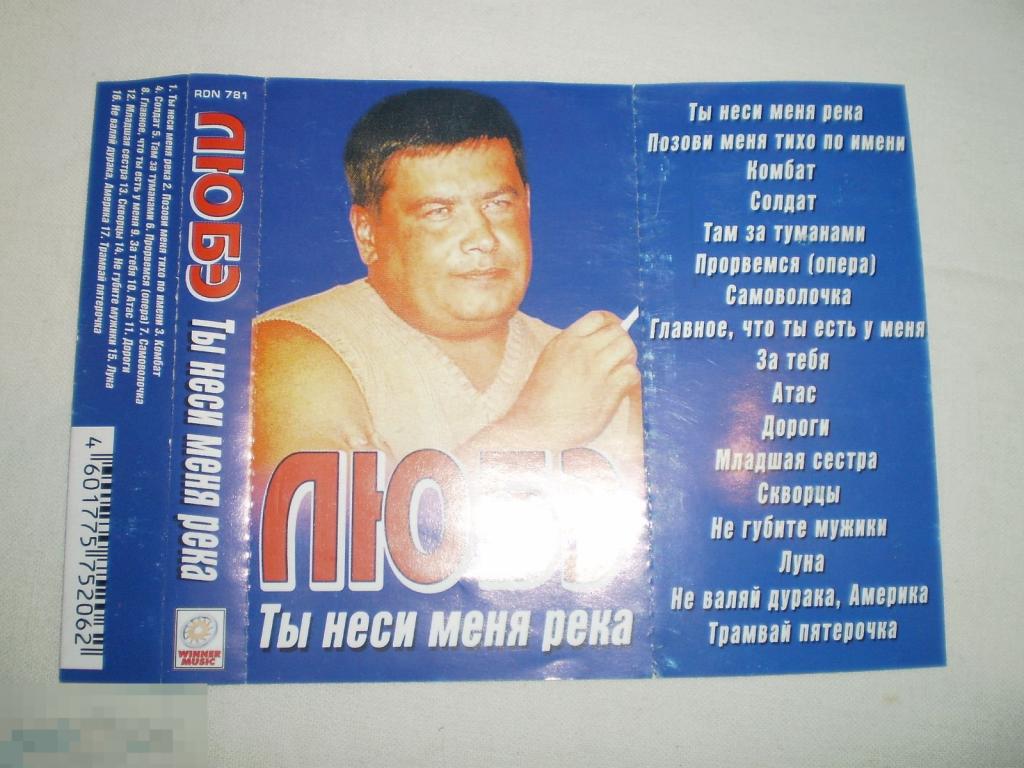 1. Ты неси меня река 2. Позови меня тихо по имени 3. Комбат
4. Солдат 5. Там за туманами 6. Прорвемся (опера) 7. Самоволочка
8. Главное, что ты есть у меня 9. За тебя 10. Атас 11. Дороги
12. Младшая сестра 13. Скворцы 14. Не губите мужики 15. Луна
16. Не валяй дурака, Америка 17. Трамвай пятерочка
4 601775 752062
RDN 781
ЛЮБЭ Ты неси меня река
WINNER
MUSIC
ЛЮБЭ
Ты неси меня река
Ты неси меня река
Позови меня тихо по имени
Комбат
Солдат
Там за туманами
Прорвемся (опера)
Самоволочка
Главное, что ты есть у меня
За тебя
Атас
Дороги
Младшая сестра
Скворцы
Не губите мужики
Луна
Не валяй дурака, Америка
Трамвай пятерочка